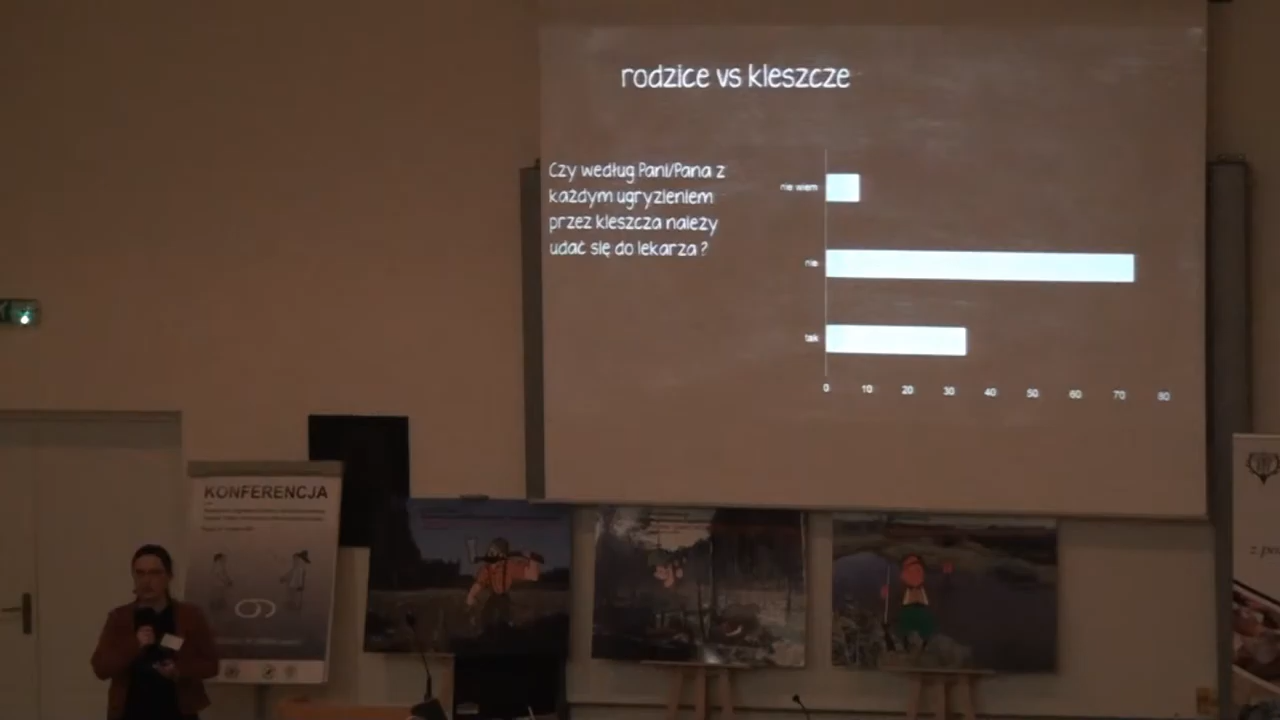 rodzice vs kleszcze
Czy według Pani/Pana z
każdym ugryzieniem
przez kleszcza należy
udać się do lekarza ?
nie wiem
nie
tak
0 10 20 30 40 50 60 70 80
KONFERENCJA